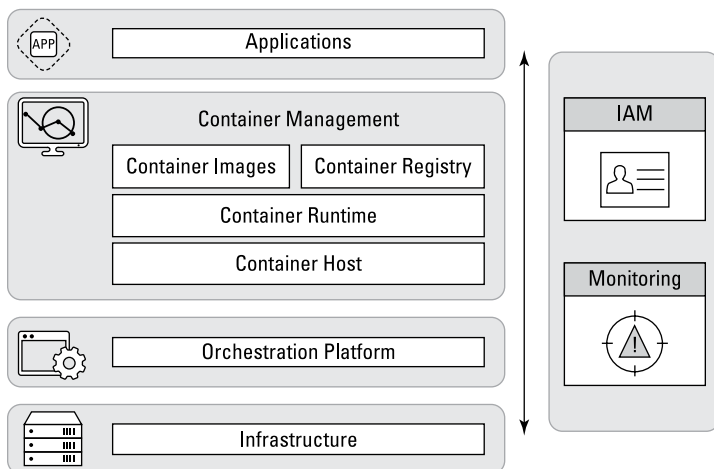 APP
Applications
Container Management
Container Images
Container Registry
Container Runtime
Container Host
Orchestration Platform
Infrastructure
IAM
Monitoring
!